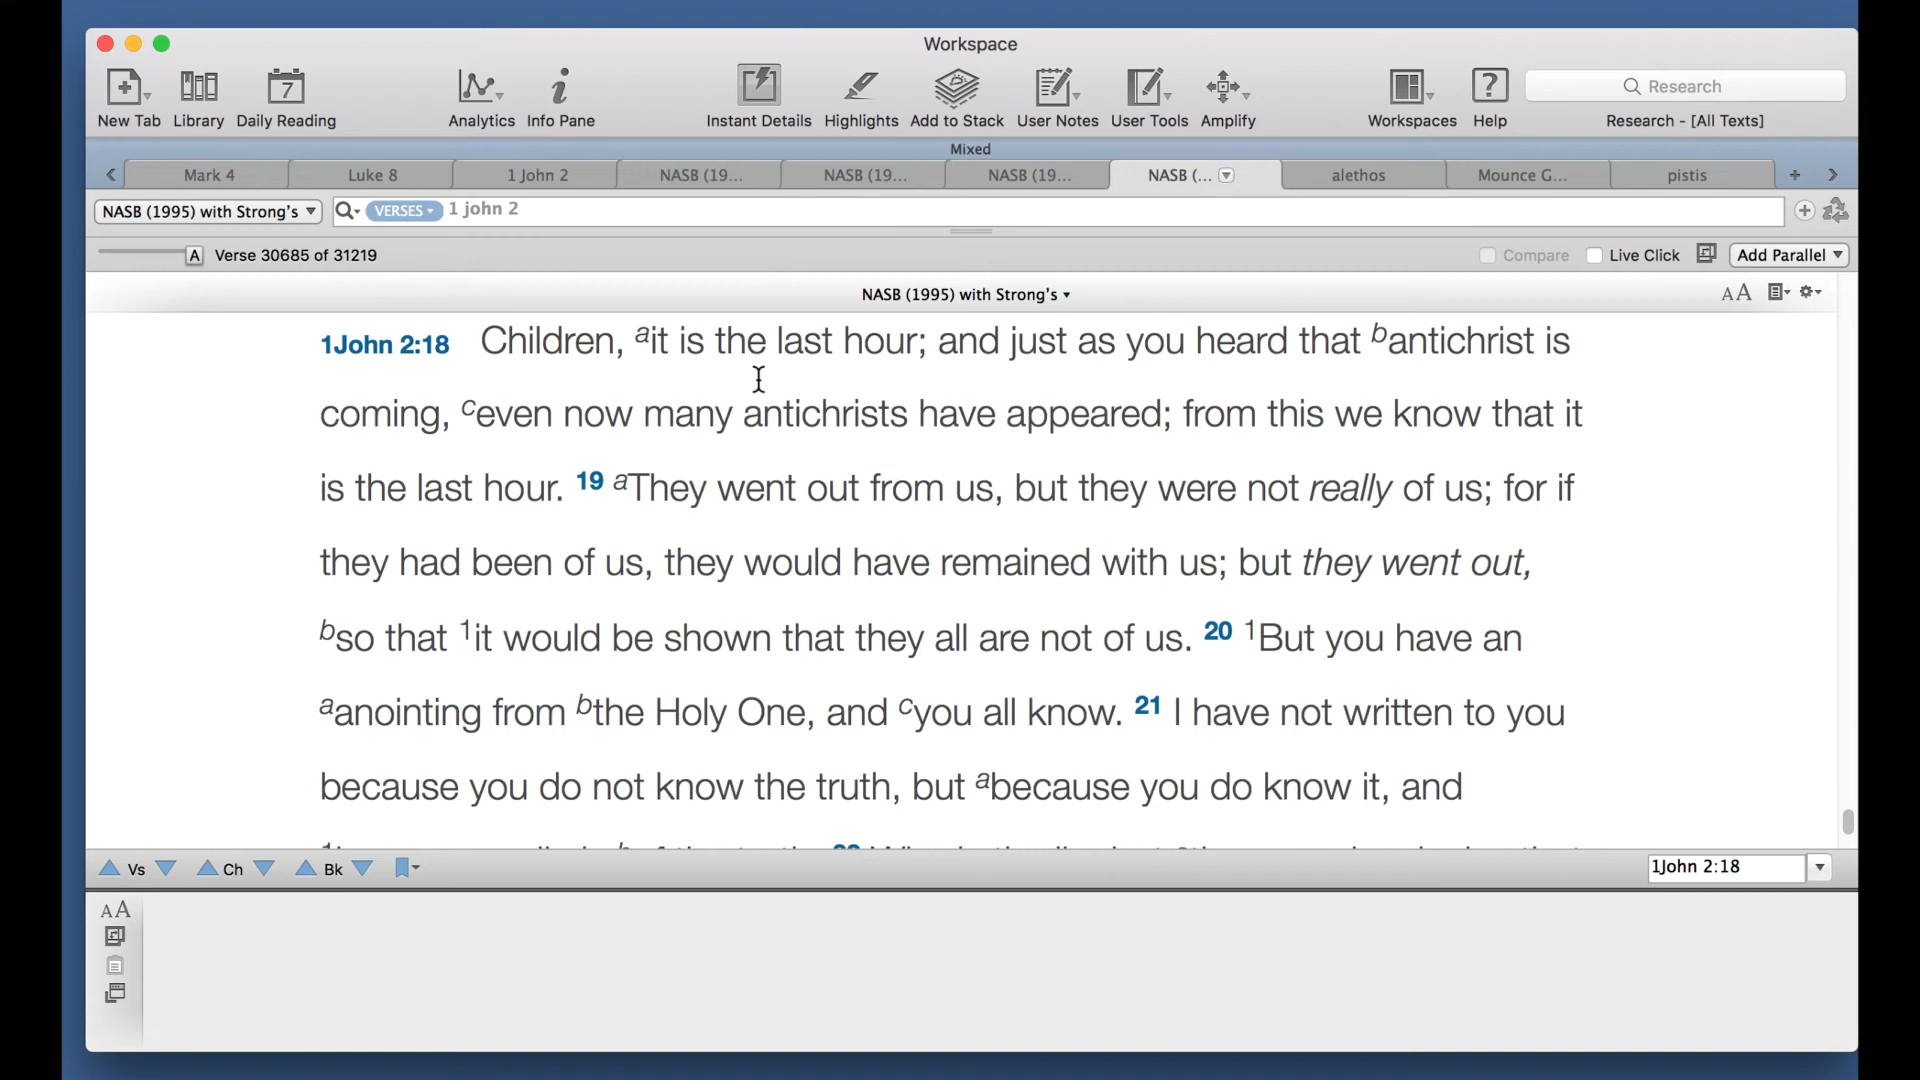 Workspace
New Tab Library Daily Reading Analytics Info Pane Instant Details Highlights Add to Stack User Notes User Tools Amplify Workspaces Help Research
Research - [All Texts]
Mixed
Mark 4 Luke 8 1 John 2 NASB (19... NASB (19... NASB (19... NASB (... alethos Mounce G... pistis
NASB (1995) with Strong's VERSES 1 john 2
A Verse 30685 of 31219 Compare Live Click Add Parallel
NASB (1995) with Strong's AA
1John 2:18 Children, ait is the last hour; and just as you heard that bantichrist is
coming, ceven now many antichrists have appeared; from this we know that it
is the last hour. 19 aThey went out from us, but they were not really of us; for if
they had been of us, they would have remained with us; but they went out,
bso that 1it would be shown that they all are not of us. 20 1But you have an
aanointing from bthe Holy One, and cyou all know. 21 I have not written to you
because you do not know the truth, but abecause you do know it, and
Vs Ch Bk 1John 2:18
AA